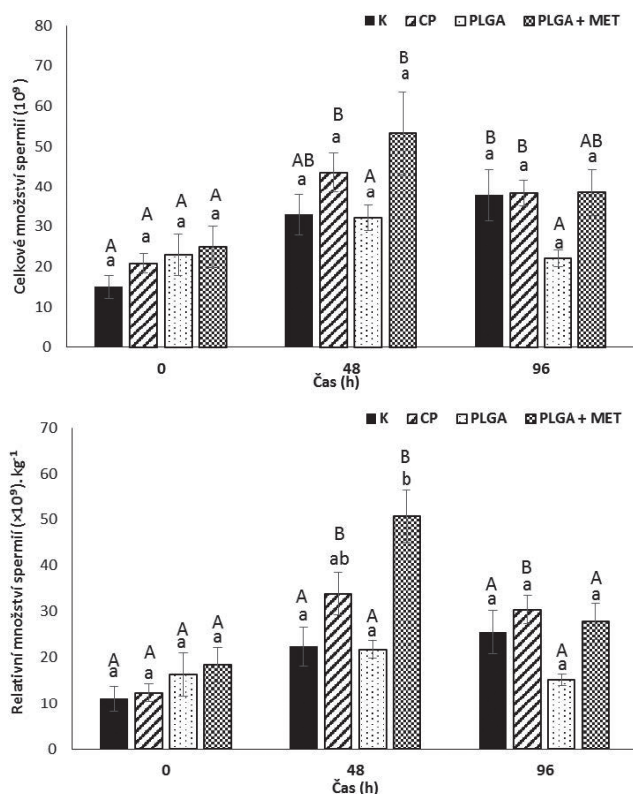 K CP PLGA PLGA + MET
Celkové množství spermií (10⁹)
80
70
60
50
40
30
20
10
0
A a
A a
A a
A a
AB a
B a
A a
B a
B a
B a
A a
AB a
0 48 96
Čas (h)
K CP PLGA PLGA + MET
Relativní množství spermií (×10⁹).kg⁻¹
70
60
50
40
30
20
10
0
A a
A a
A a
A a
A a
B ab
A a
B b
A a
B a
A a
A a
0 48 96
Čas (h)